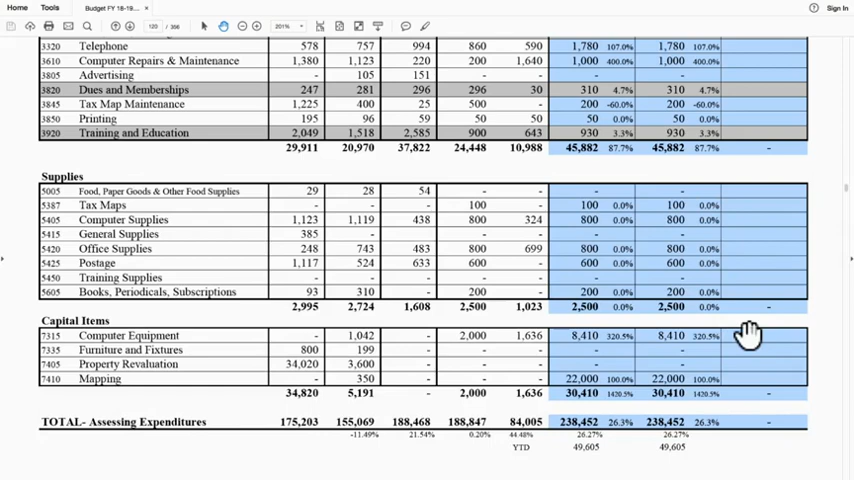 Home Tools Budget FY 18-19.... × Sign In
120 / 356 201%
3320 Telephone 578 757 994 860 590 1,780 107.0% 1,780 107.0%
3610 Computer Repairs & Maintenance 1,380 1,123 220 200 1,640 1,000 400.0% 1,000 400.0%
3805 Advertising - 105 151 - -
3820 Dues and Memberships 247 281 296 296 30 310 4.7% 310 4.7%
3845 Tax Map Maintenance 1,225 400 25 500 - 200 -60.0% 200 -60.0%
3850 Printing 195 96 59 50 50 50 0.0% 50 0.0%
3920 Training and Education 2,049 1,518 2,585 900 643 930 3.3% 930 3.3%
29,911 20,970 37,822 24,448 10,988 45,882 87.7% 45,882 87.7% -
Supplies
5005 Food, Paper Goods & Other Food Supplies 29 28 54 - - - -
5387 Tax Maps - - - 100 - 100 0.0% 100 0.0%
5405 Computer Supplies 1,123 1,119 438 800 324 800 0.0% 800 0.0%
5415 General Supplies 385 - - - - - -
5420 Office Supplies 248 743 483 800 699 800 0.0% 800 0.0%
5425 Postage 1,117 524 633 600 - 600 0.0% 600 0.0%
5450 Training Supplies - - - - - - -
5605 Books, Periodicals, Subscriptions 93 310 - 200 - 200 0.0% 200 0.0%
2,995 2,724 1,608 2,500 1,023 2,500 0.0% 2,500 0.0% -
Capital Items
7315 Computer Equipment - 1,042 - 2,000 1,636 8,410 320.5% 8,410 320.5%
7335 Furniture and Fixtures 800 199 - - - - -
7405 Property Revaluation 34,020 3,600 - - - - -
7410 Mapping - 350 - - - 22,000 100.0% 22,000 100.0%
34,820 5,191 - 2,000 1,636 30,410 1420.5% 30,410 1420.5% -
TOTAL- Assessing Expenditures 175,203 155,069 188,468 188,847 84,005 238,452 26.3% 238,452 26.3% -
-11.49% 21.54% 0.20% 44.48% 26.27% 26.27%
YTD 49,605 49,605